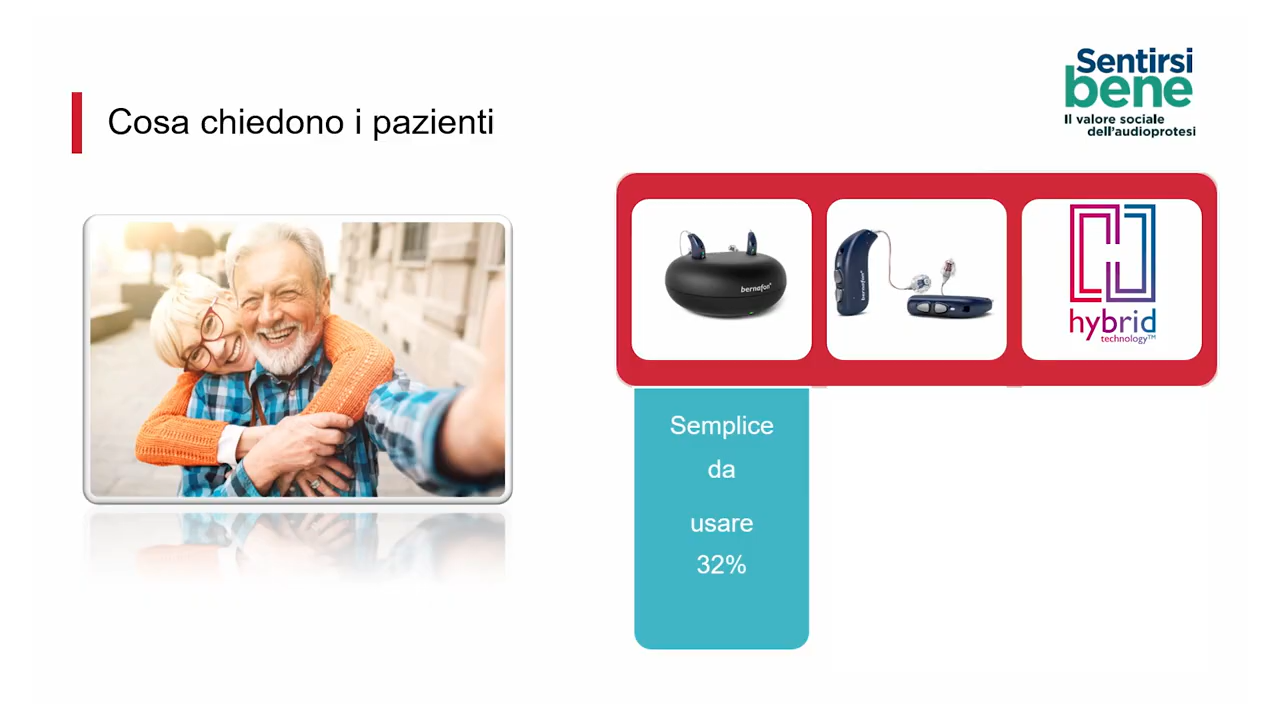 Sentirsi
bene
Il valore sociale
dell'audioprotesi
Cosa chiedono i pazienti
bernafon®
bernafon®
hybrid
technology™
Semplice
da
usare
32%